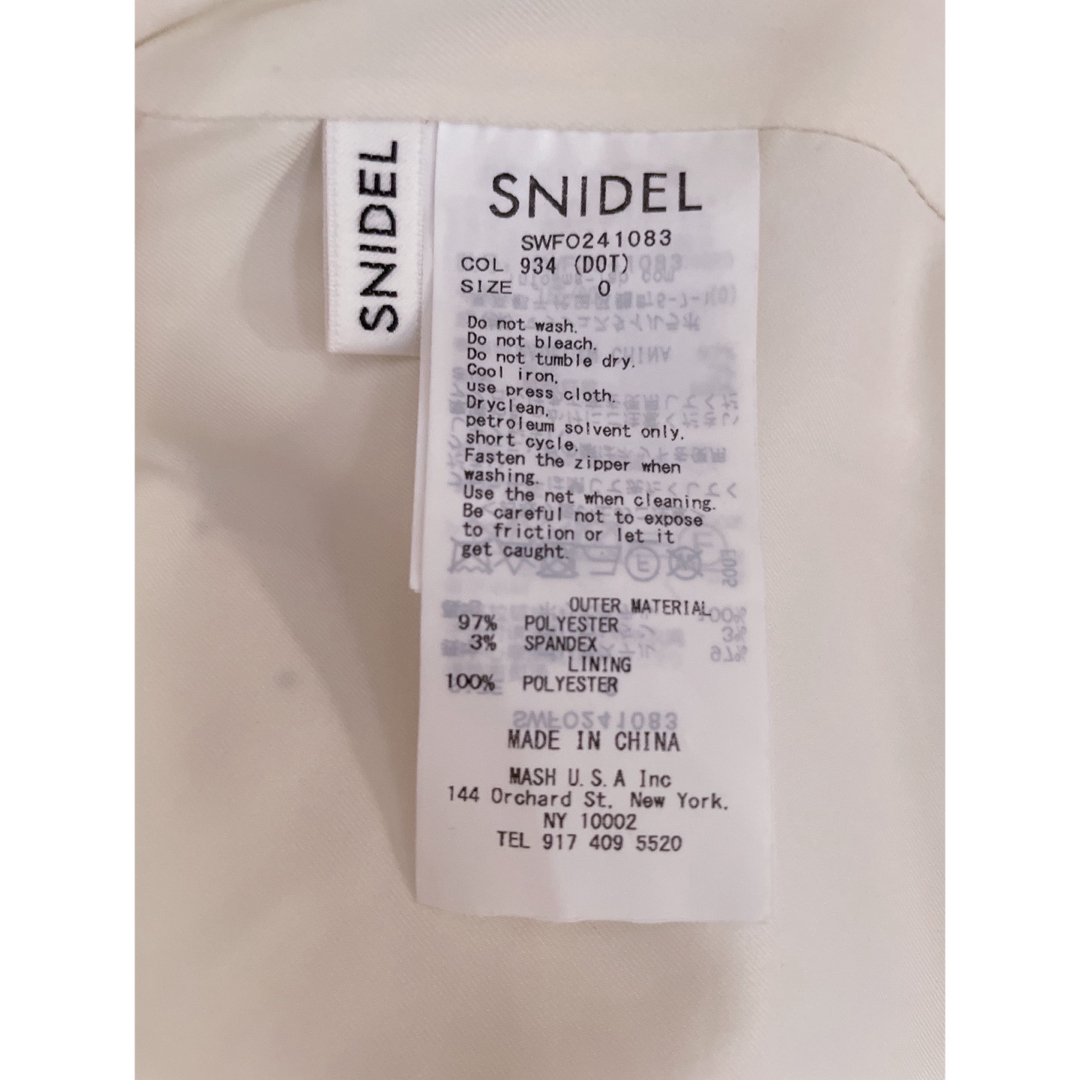 SNIDEL
SNIDEL
SWFO241083
COL 934 (DOT)
SIZE 0
Do not wash.
Do not bleach.
Do not tumble dry.
Cool iron,
use press cloth.
Dryclean,
petroleum solvent only.
short cycle.
Fasten the zipper when
washing.
Use the net when cleaning.
Be careful not to expose
to friction or let it
get caught.
OUTER MATERIAL
97% POLYESTER
3% SPANDEX
LINING
100% POLYESTER
MADE IN CHINA
MASH U.S.A Inc
144 Orchard St. New York.
NY 10002
TEL 917 409 5520